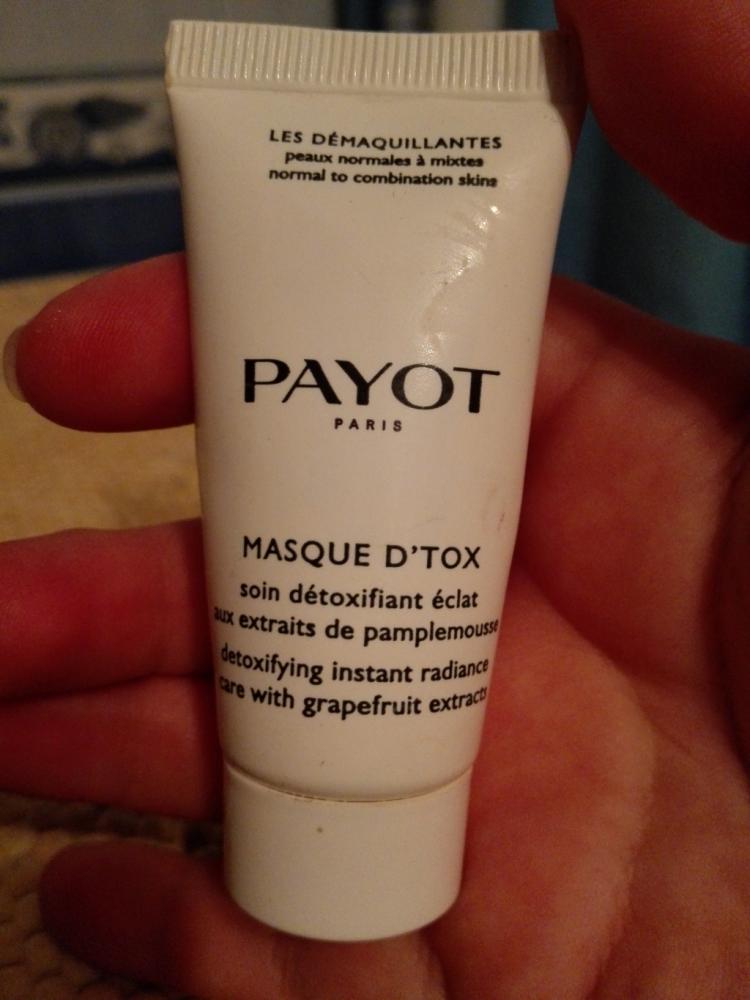 LES DÉMAQUILLANTES
peaux normales à mixtes
normal to combination skins
PAYOT
PARIS
MASQUE D'TOX
soin détoxifiant éclat
aux extraits de pamplemousse
detoxifying instant radiance
care with grapefruit extracts